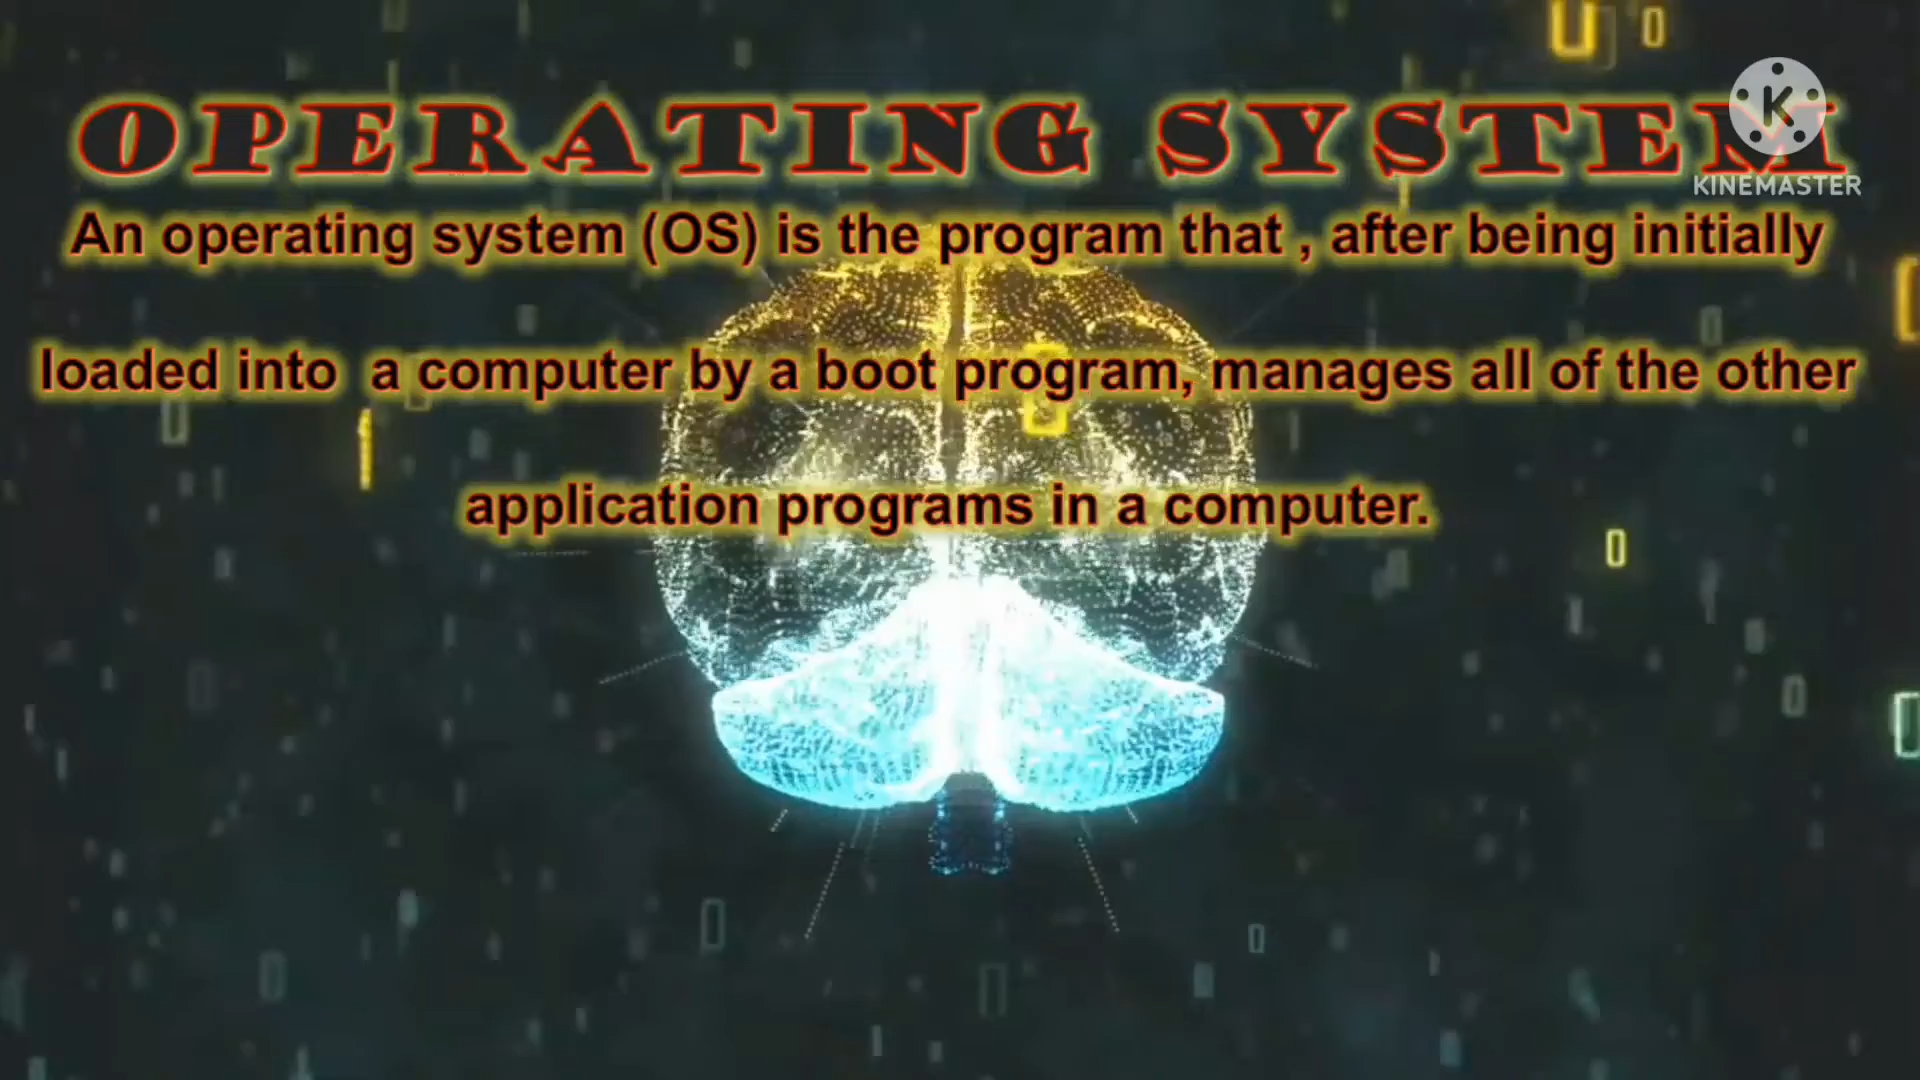 OPERATING SYSTEM
KINEMASTER
An operating system (OS) is the program that , after being initially
loaded into a computer by a boot program, manages all of the other
application programs in a computer.